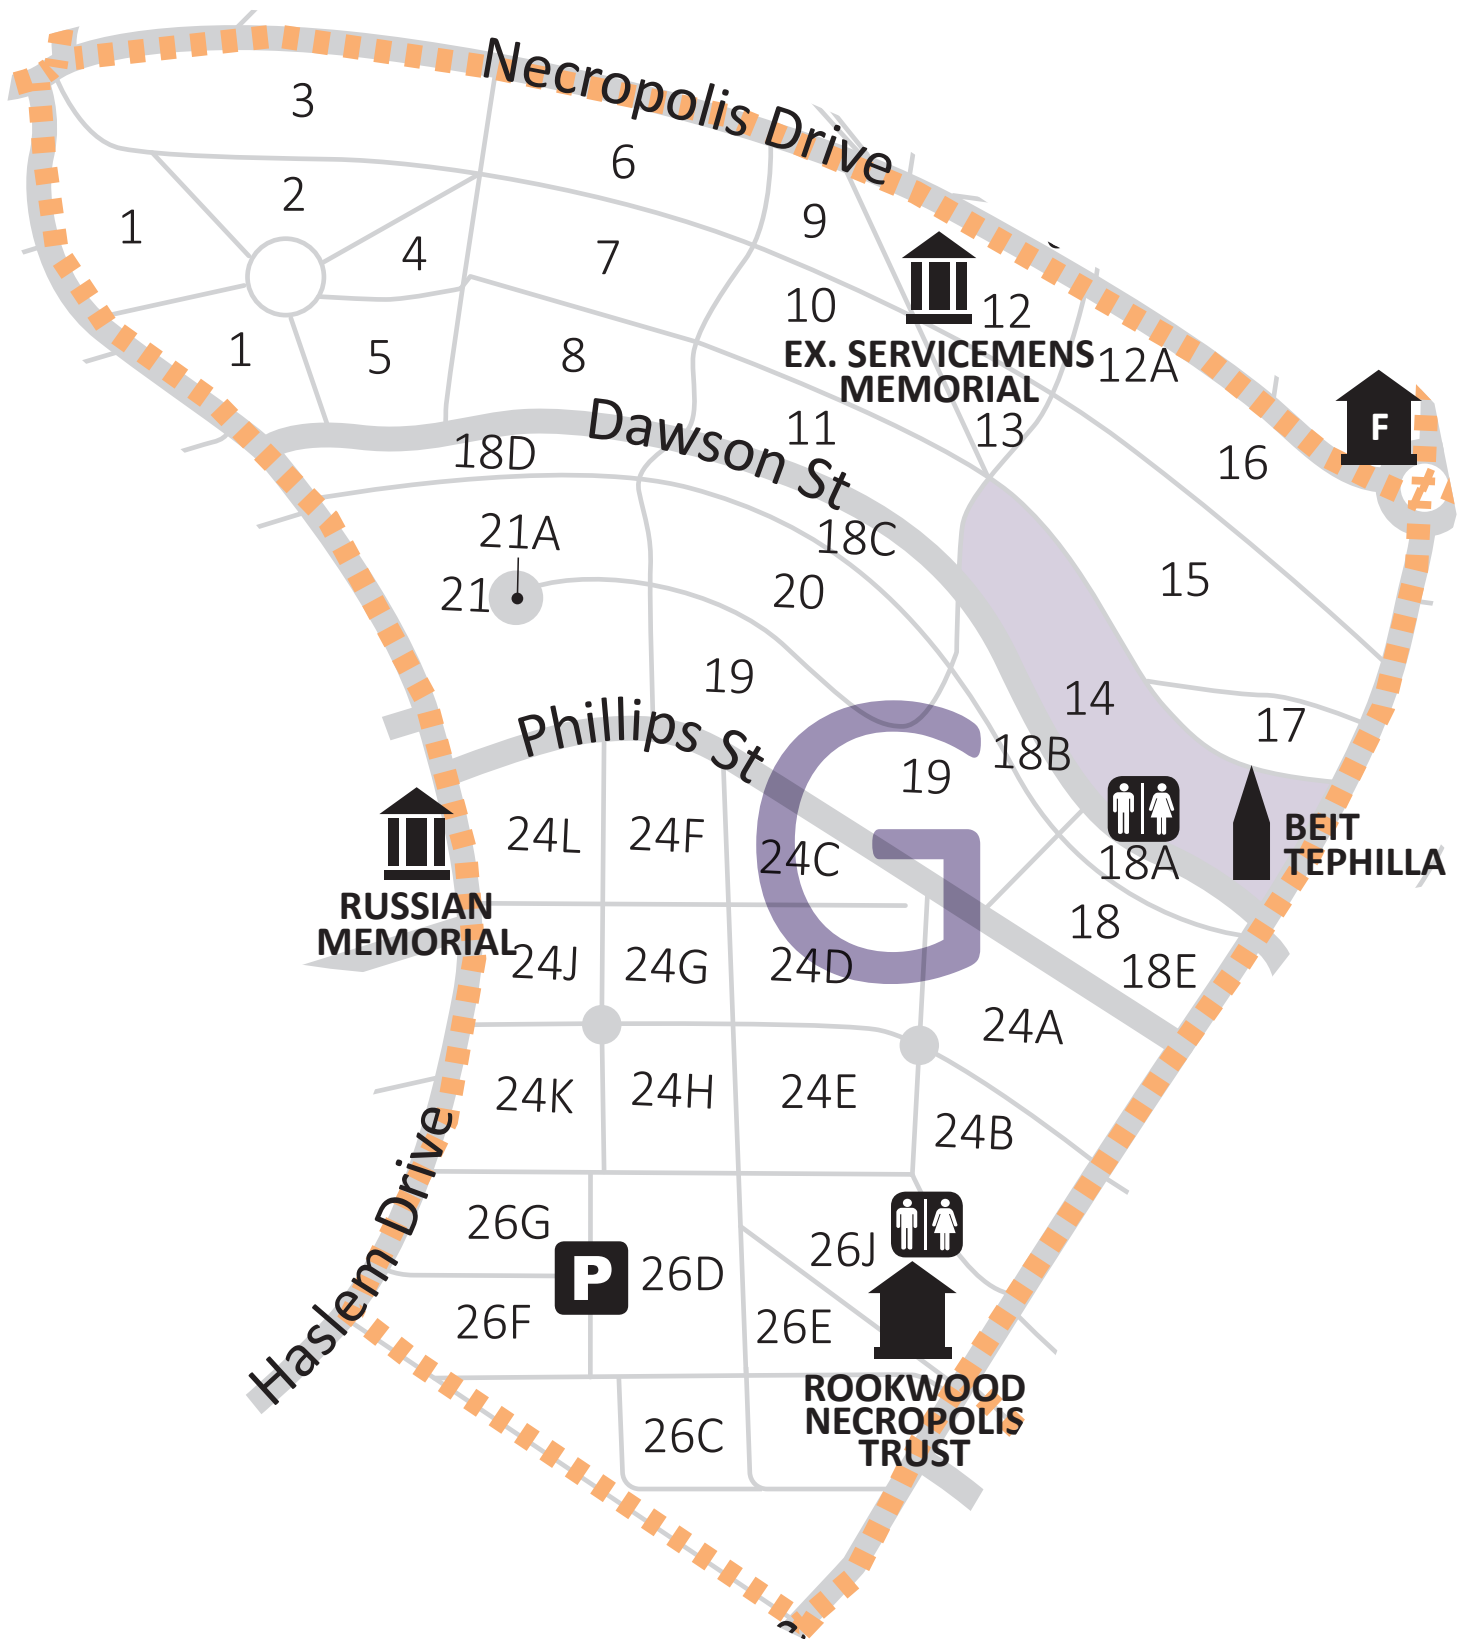 Necropolis Drive
3
6
2
1
9
4
7
10
12
1
5
8
EX. SERVICEMENS
MEMORIAL
12A
11
13
F
Dawson St
18D
16
21A
18C
21
20
15
19
14
Phillips St
17
18B
19
G
24L
24F
24C
18A
BEIT
TEPHILLA
RUSSIAN
MEMORIAL
18
24J
24G
24D
18E
24A
24K
24H
24E
24B
Haslem Drive
26G
26J
P
26D
26F
26E
ROOKWOOD
NECROPOLIS
TRUST
26C